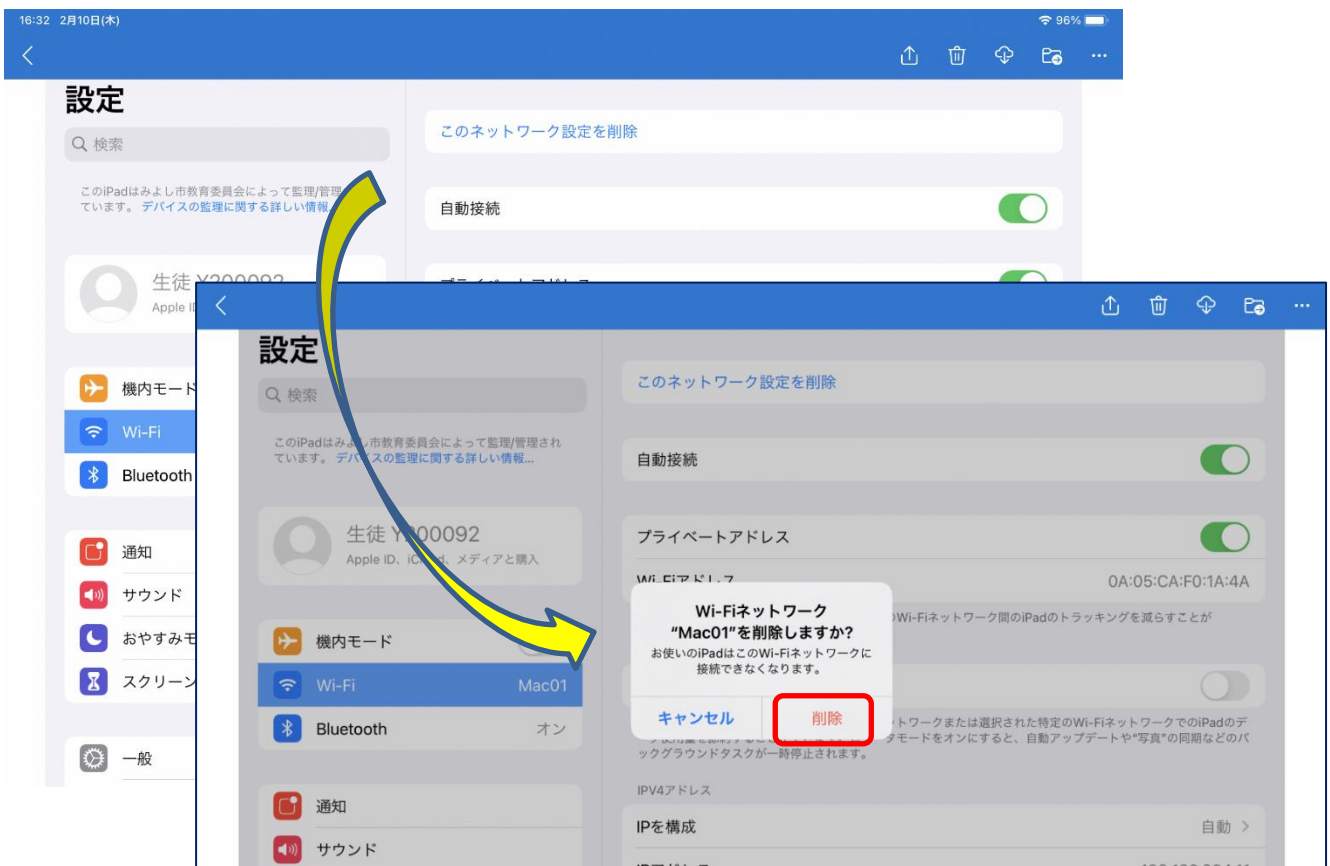 16:32 2月10日(木)
96%
設定
検索
このiPadはみよし市教育委員会によって監理/管理
ています。 デバイスの監理に関する詳しい情報
生徒 Y200092
Apple ID
機内モード
Wi-Fi
Bluetooth
通知
サウンド
おやすみモ
スクリーン
一般
このネットワーク設定を削除
自動接続
プライベートアドレス
設定
検索
このiPadはみよし市教育委員会によって監理/管理され
ています。 デバイスの監理に関する詳しい情報...
生徒 Y200092
Apple ID、iCloud、メディアと購入
機内モード
Wi-Fi Mac01
Bluetooth オン
通知
サウンド
このネットワーク設定を削除
自動接続
プライベートアドレス
Wi-Fiアドレス 0A:05:CA:F0:1A:4A
Wi-Fiネットワーク間のiPadのトラッキングを減らすことが
Wi-Fiネットワーク
“Mac01”を削除しますか?
お使いのiPadはこのWi-Fiネットワークに
接続できなくなります。
キャンセル 削除
トワークまたは選択された特定のWi-FiネットワークでのiPadのデ
タモードをオンにすると、自動アップデートや“写真”の同期などのバ
ックグラウンドタスクが一時停止されます。
IPV4アドレス
IPを構成 自動